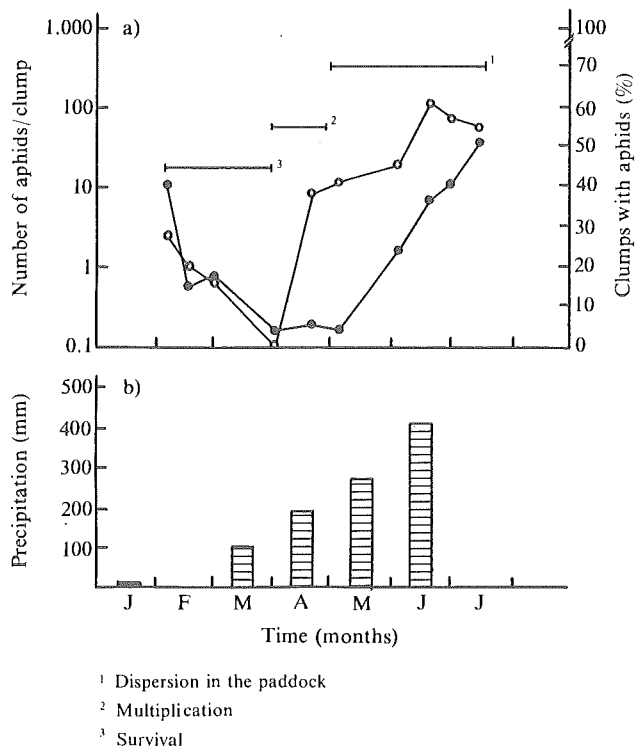 a)
Number of aphids/clump
1.000
100
10
1
0.1
Clumps with aphids (%)
100
70
60
50
40
30
20
10
0
1
2
3
b)
Precipitation (mm)
500
400
300
200
100
J F M A M J J
Time (months)
1 Dispersion in the paddock
2 Multiplication
3 Survival